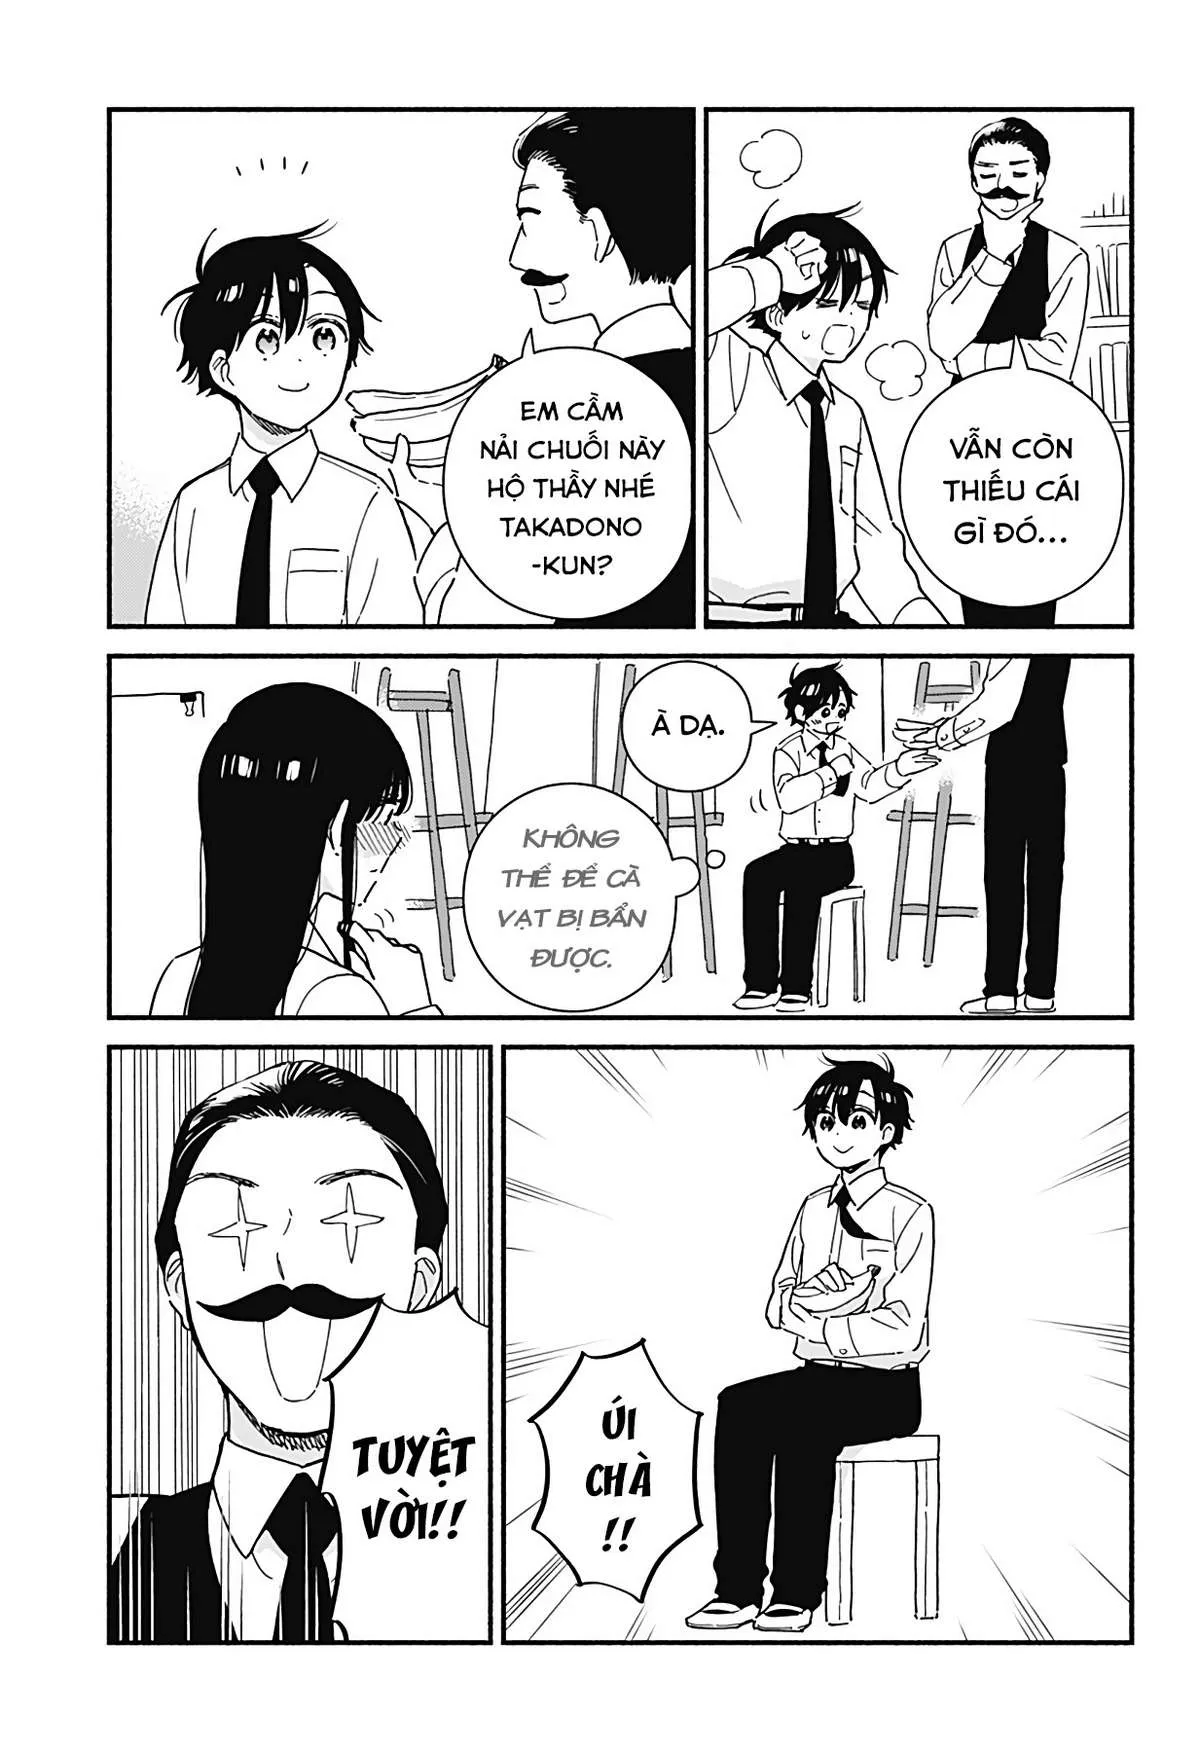 VẪN CÒN
THIẾU CÁI
GÌ ĐÓ...
EM CẦM
NẢI CHUỐI NÀY
HỘ THẦY NHÉ
TAKADONO
-KUN?
À DẠ.
KHÔNG
THỂ ĐỂ CÀ
VẠT BỊ BẨN
ĐƯỢC.
ÚI
CHÀ
!!
TUYỆT
VỜI!!